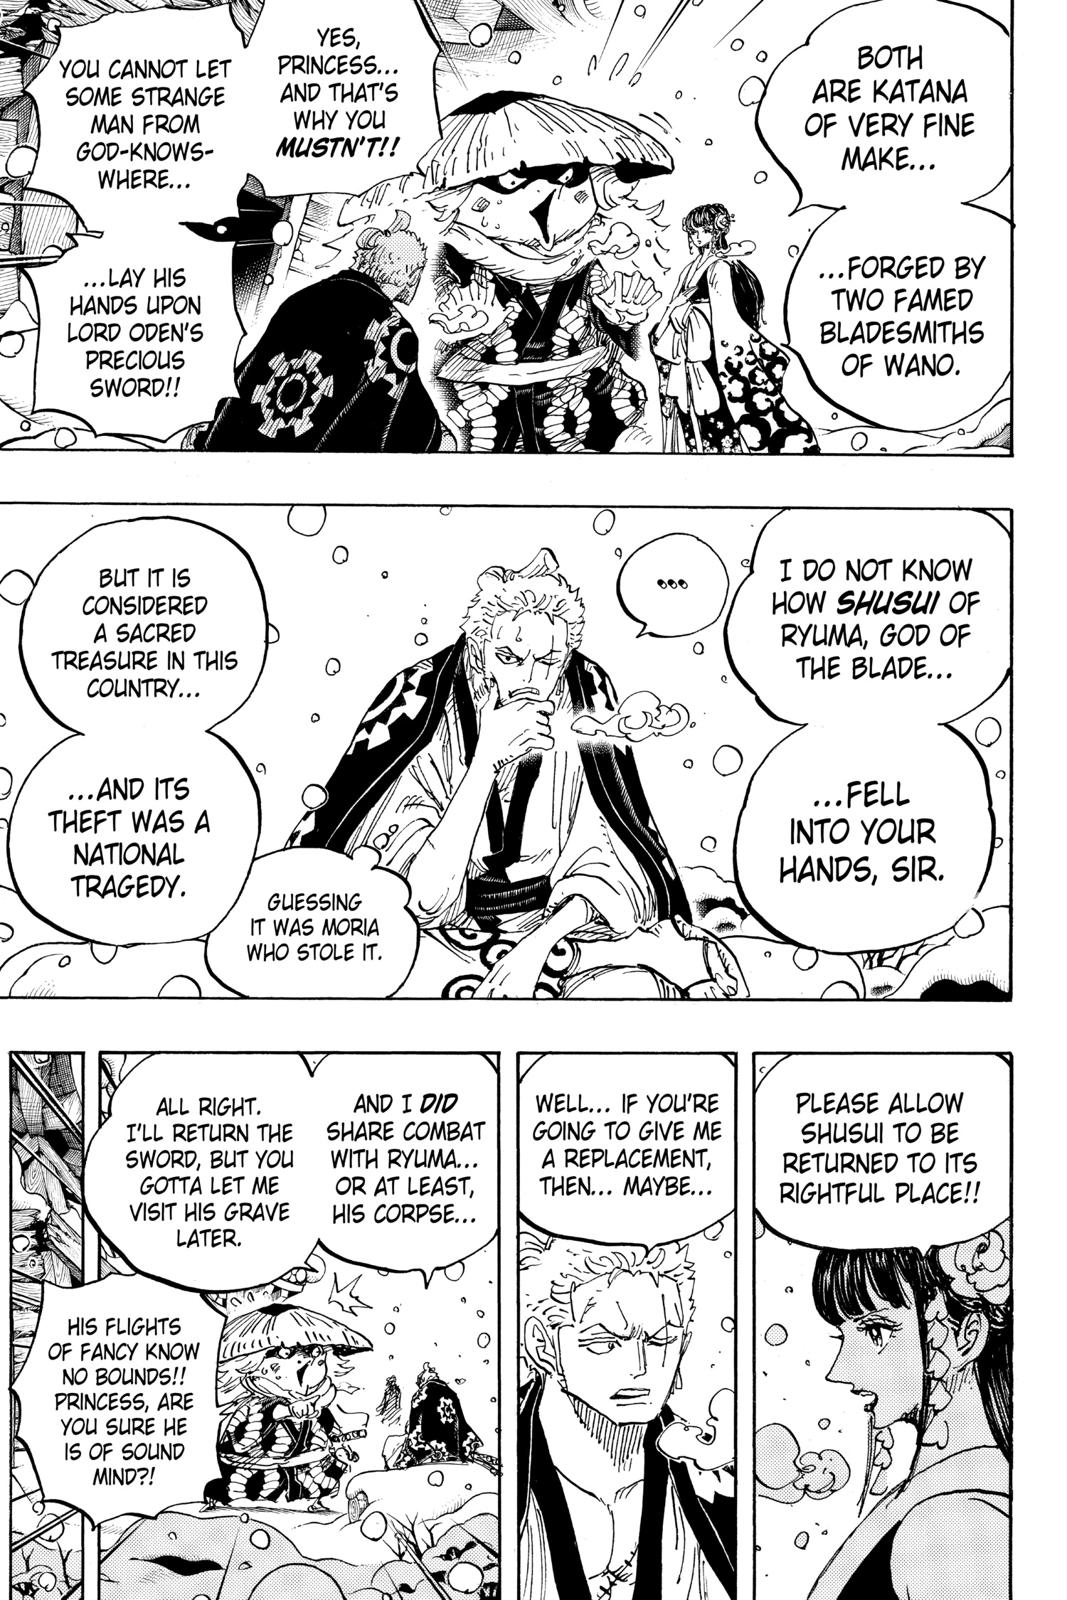 BOTH
ARE KATANA
OF VERY FINE
MAKE...
...FORGED BY
TWO FAMED
BLADESMITHS
OF WANO.
YES,
PRINCESS...
AND THAT'S
WHY YOU
MUSTN'T!!
YOU CANNOT LET
SOME STRANGE
MAN FROM
GOD-KNOWS-
WHERE...
...LAY HIS
HANDS UPON
LORD ODEN'S
PRECIOUS
SWORD!!
I DO NOT KNOW
HOW SHUSUI OF
RYUMA, GOD OF
THE BLADE...
...FELL
INTO YOUR
HANDS, SIR.
...
BUT IT IS
CONSIDERED
A SACRED
TREASURE IN THIS
COUNTRY...
...AND ITS
THEFT WAS A
NATIONAL
TRAGEDY.
GUESSING
IT WAS MORIA
WHO STOLE IT.
PLEASE ALLOW
SHUSUI TO BE
RETURNED TO ITS
RIGHTFUL PLACE!!
WELL... IF YOU'RE
GOING TO GIVE ME
A REPLACEMENT,
THEN... MAYBE...
AND I DID
SHARE COMBAT
WITH RYUMA...
OR AT LEAST,
HIS CORPSE...
ALL RIGHT.
I'LL RETURN THE
SWORD, BUT YOU
GOTTA LET ME
VISIT HIS GRAVE
LATER.
HIS FLIGHTS
OF FANCY KNOW
NO BOUNDS!!
PRINCESS, ARE
YOU SURE HE
IS OF SOUND
MIND?!